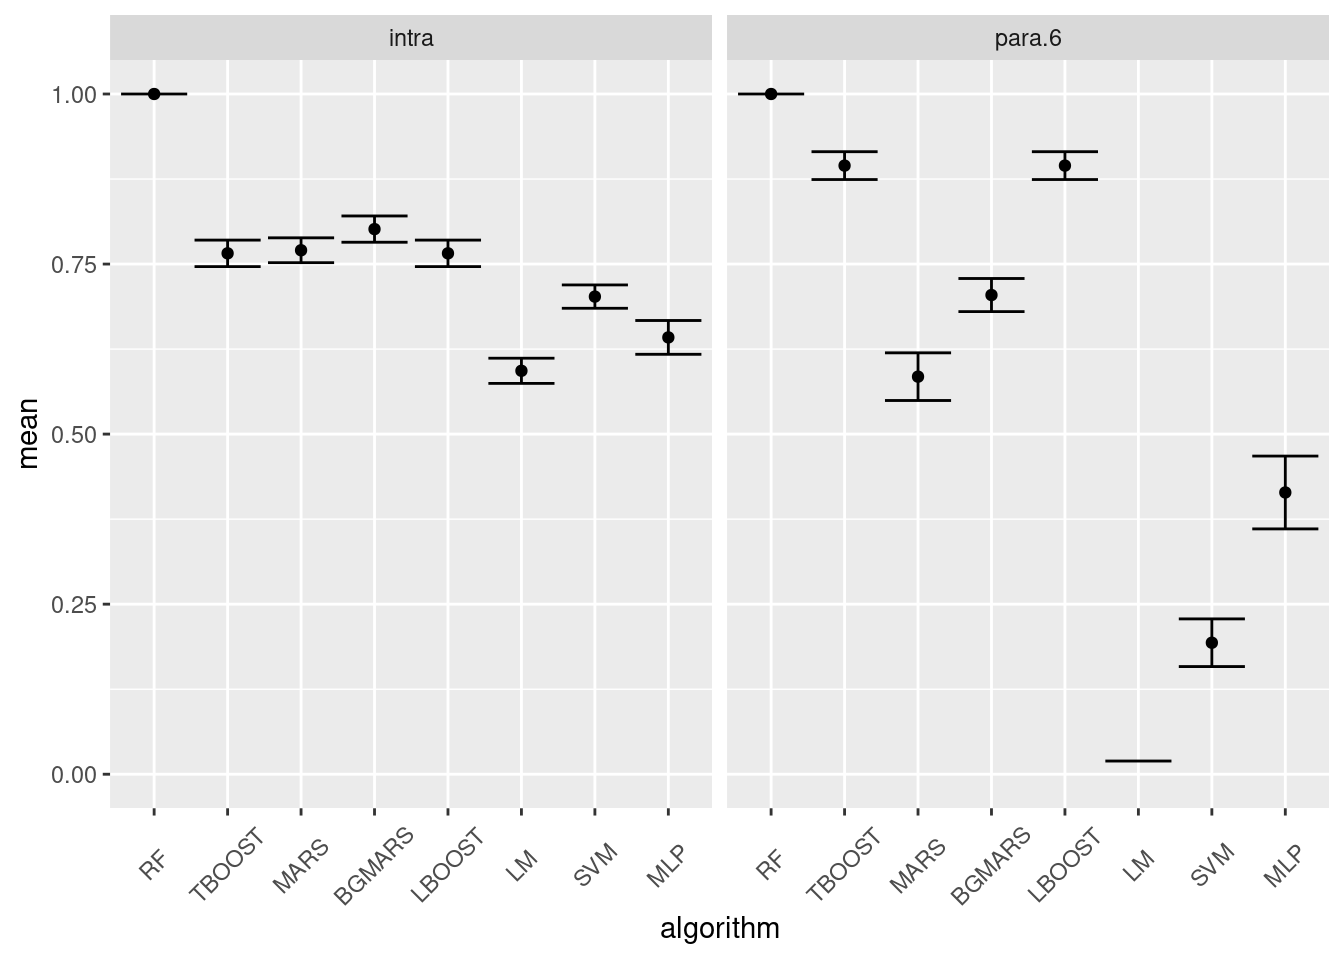 intra
para.6
1.00
0.75
0.50
0.25
0.00
mean
RF
TBOOST
MARS
BGMARS
LBOOST
LM
SVM
MLP
RF
TBOOST
MARS
BGMARS
LBOOST
LM
SVM
MLP
algorithm